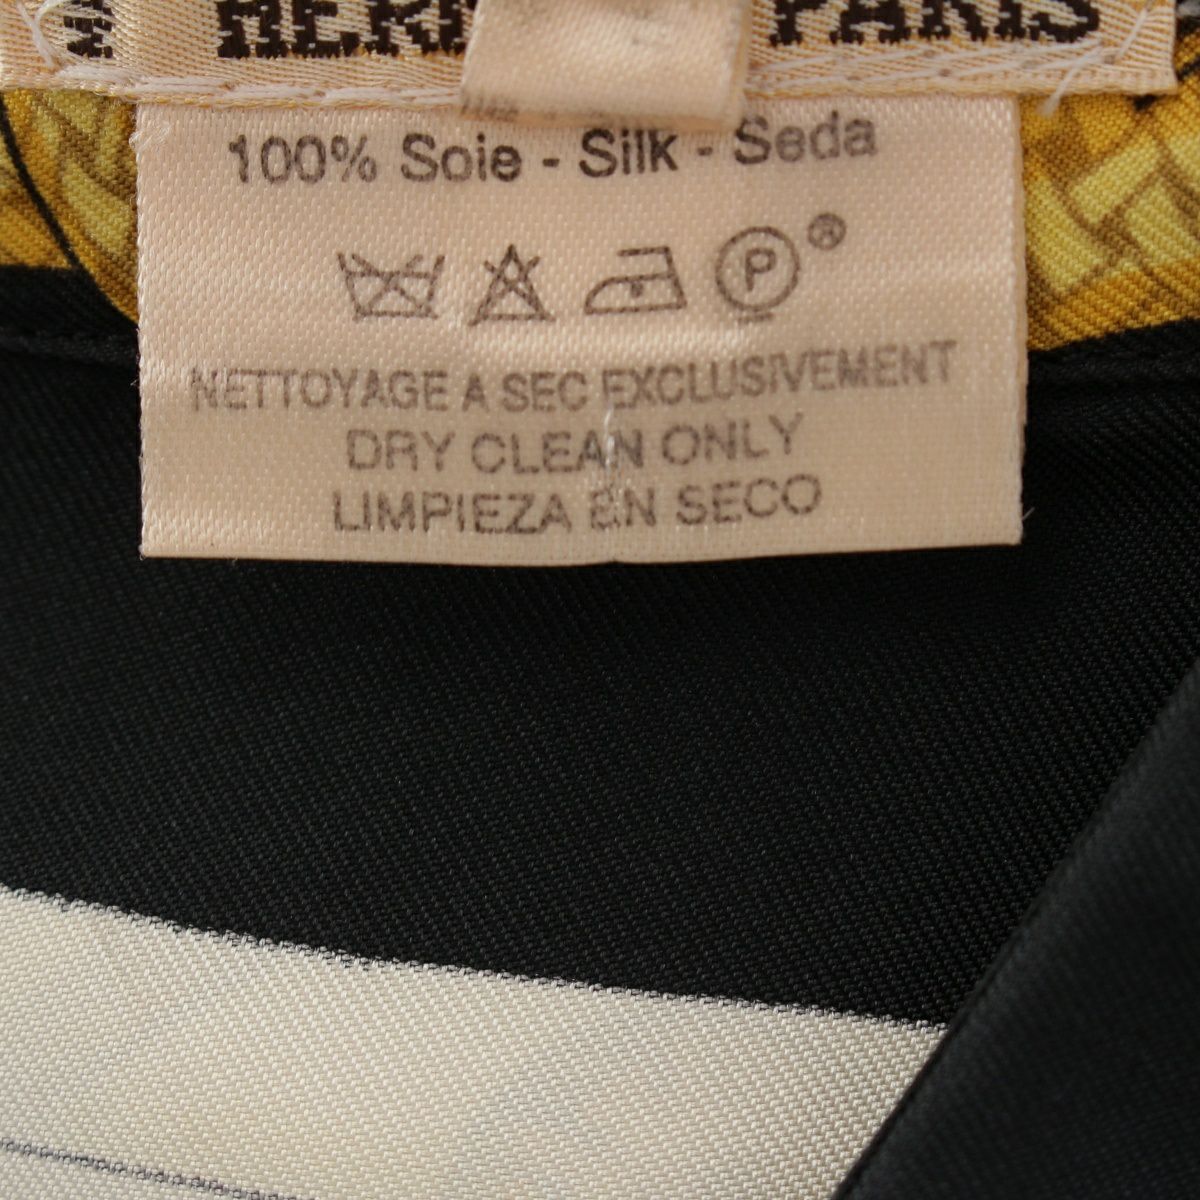 PARIS
100% Soie - Silk - Seda
P®
NETTOYAGE A SEC EXCLUSIVEMENT
DRY CLEAN ONLY
LIMPIEZA EN SECO